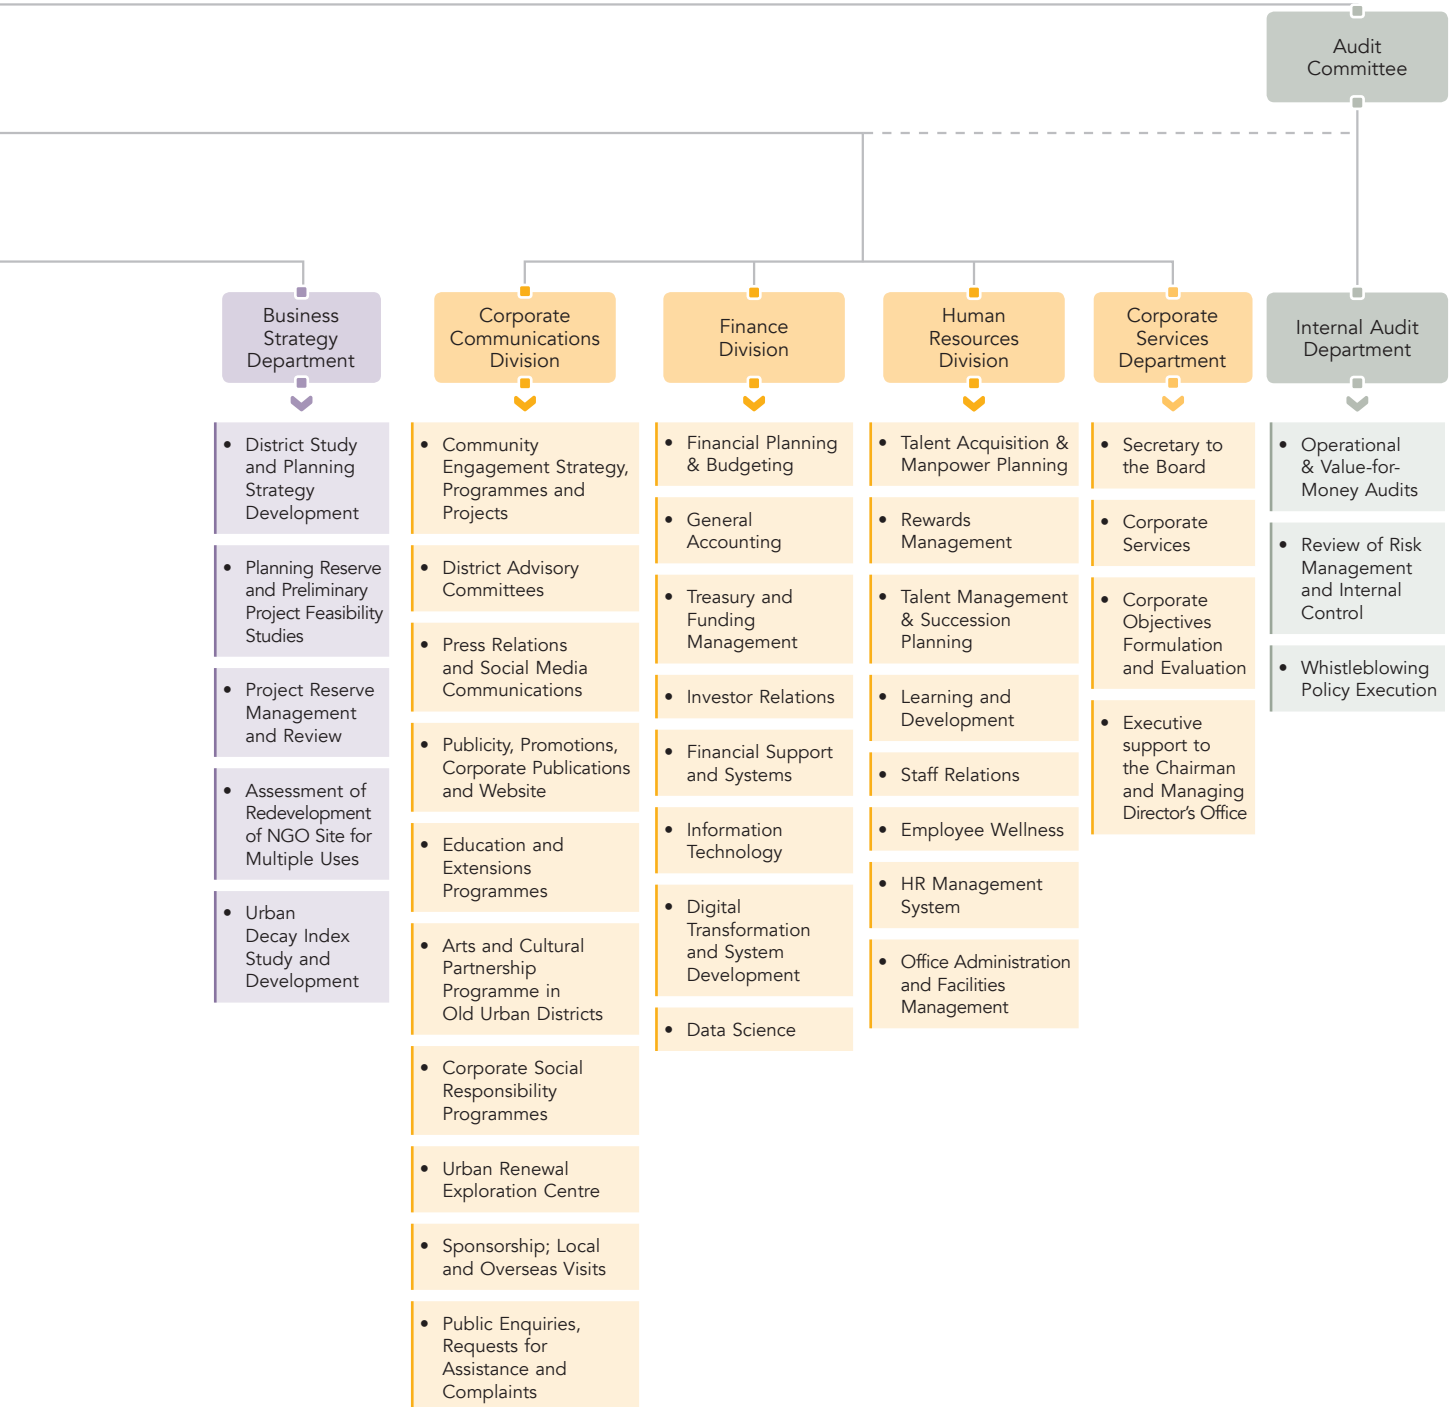 Audit
Committee
Business
Strategy
Department
• District Study
and Planning
Strategy
Development
• Planning Reserve
and Preliminary
Project Feasibility
Studies
• Project Reserve
Management
and Review
• Assessment of
Redevelopment
of NGO Site for
Multiple Uses
• Urban
Decay Index
Study and
Development
Corporate
Communications
Division
• Community
Engagement Strategy,
Programmes and
Projects
• District Advisory
Committees
• Press Relations
and Social Media
Communications
• Publicity, Promotions,
Corporate Publications
and Website
• Education and
Extensions
Programmes
• Arts and Cultural
Partnership
Programme in
Old Urban Districts
• Corporate Social
Responsibility
Programmes
• Urban Renewal
Exploration Centre
• Sponsorship; Local
and Overseas Visits
• Public Enquiries,
Requests for
Assistance and
Complaints
Finance
Division
• Financial Planning
& Budgeting
• General
Accounting
• Treasury and
Funding
Management
• Investor Relations
• Financial Support
and Systems
• Information
Technology
• Digital
Transformation
and System
Development
• Data Science
Human
Resources
Division
• Talent Acquisition &
Manpower Planning
• Rewards
Management
• Talent Management
& Succession
Planning
• Learning and
Development
• Staff Relations
• Employee Wellness
• HR Management
System
• Office Administration
and Facilities
Management
Corporate
Services
Department
• Secretary to
the Board
• Corporate
Services
• Corporate
Objectives
Formulation
and Evaluation
• Executive
support to
the Chairman
and Managing
Director's Office
Internal Audit
Department
• Operational
& Value-for-
Money Audits
• Review of Risk
Management
and Internal
Control
• Whistleblowing
Policy Execution